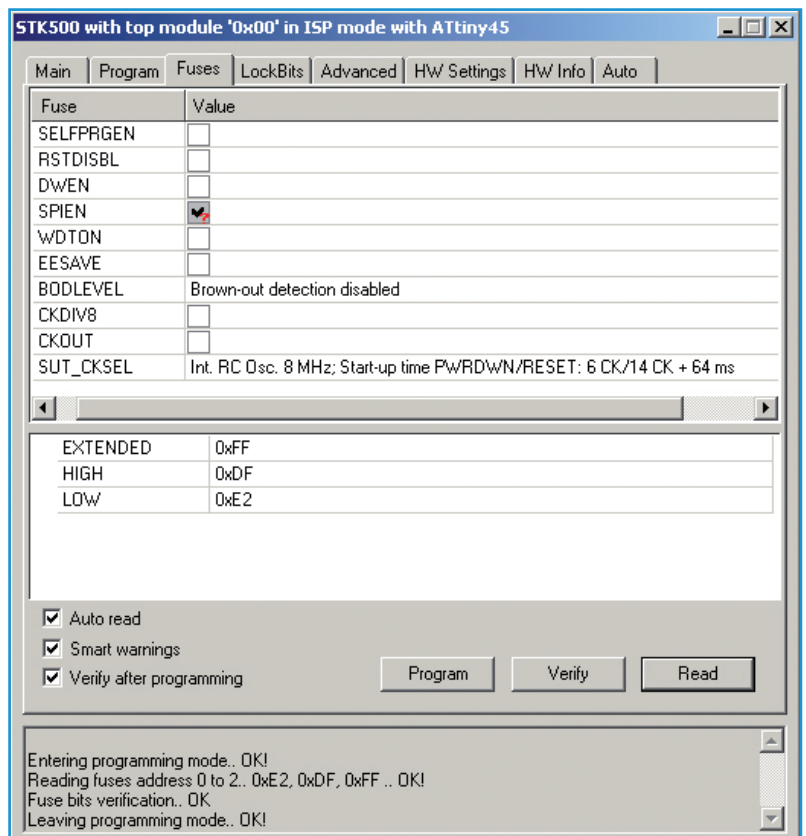 STK500 with top module '0x00' in ISP mode with ATtiny45
Main Program Fuses LockBits Advanced HW Settings HW Info Auto
Fuse Value
SELFPRGEN
RSTDISBL
DWEN
SPIEN
WDTON
EESAVE
BODLEVEL Brown-out detection disabled
CKDIV8
CKOUT
SUT_CKSEL Int. RC Osc. 8 MHz; Start-up time PWRDWN/RESET: 6 CK/14 CK + 64 ms
EXTENDED 0xFF
HIGH 0xDF
LOW 0xE2
Auto read
Smart warnings
Verify after programming
Program Verify Read
Entering programming mode.. OK!
Reading fuses address 0 to 2.. 0xE2, 0xDF, 0xFF .. OK!
Fuse bits verification.. OK
Leaving programming mode.. OK!